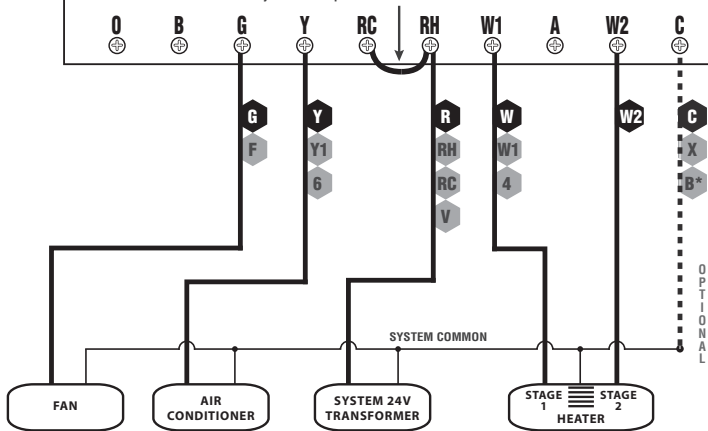 O B G Y RC RH W1 A W2 C
G Y R W W2 C
F Y1 RH W1 X
6 RC 4 B*
V
OPTIONAL
SYSTEM COMMON
FAN
AIR
CONDITIONER
SYSTEM 24V
TRANSFORMER
STAGE
1
STAGE
2
HEATER